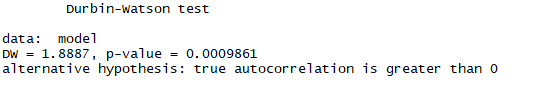 Durbin-Watson test
data: model
DW = 1.8887, p-value = 0.0009861
alternative hypothesis: true autocorrelation is greater than 0